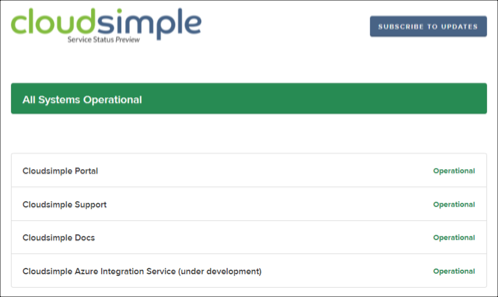 cloudsimple
Service Status Preview
SUBSCRIBE TO UPDATES
All Systems Operational
Cloudsimple Portal Operational
Cloudsimple Support Operational
Cloudsimple Docs Operational
Cloudsimple Azure Integration Service (under development) Operational